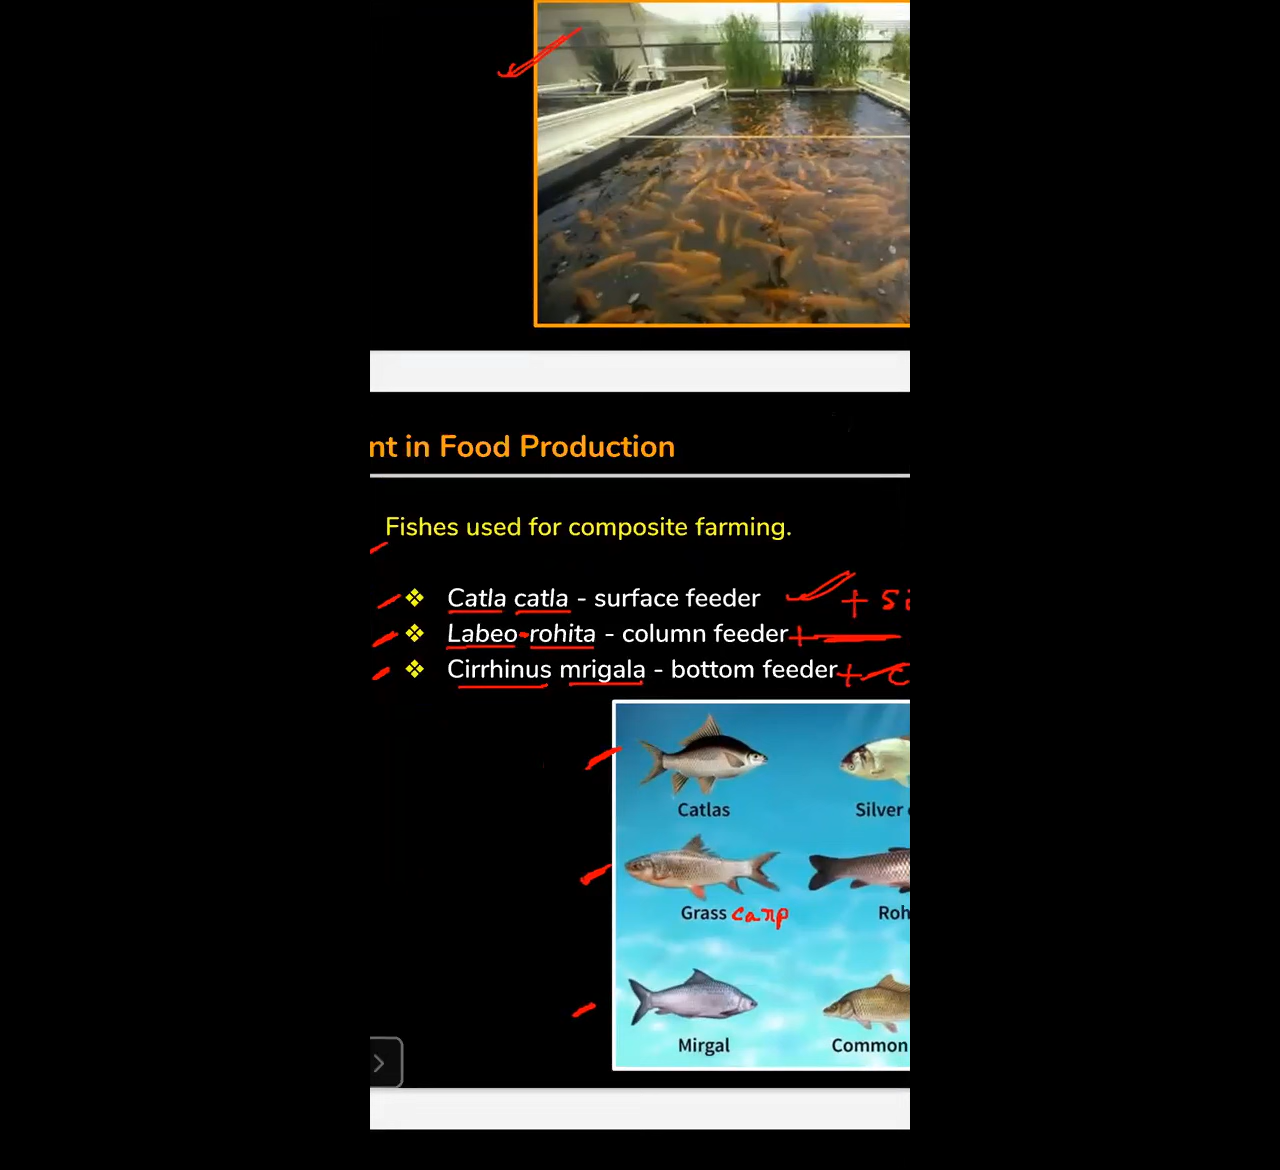 nt in Food Production
Fishes used for composite farming.
❖ Catla catla - surface feeder + Si
❖ Labeo rohita - column feeder +
❖ Cirrhinus mrigala - bottom feeder + C
Catlas Silver
Grass carp Roh
Mirgal Common